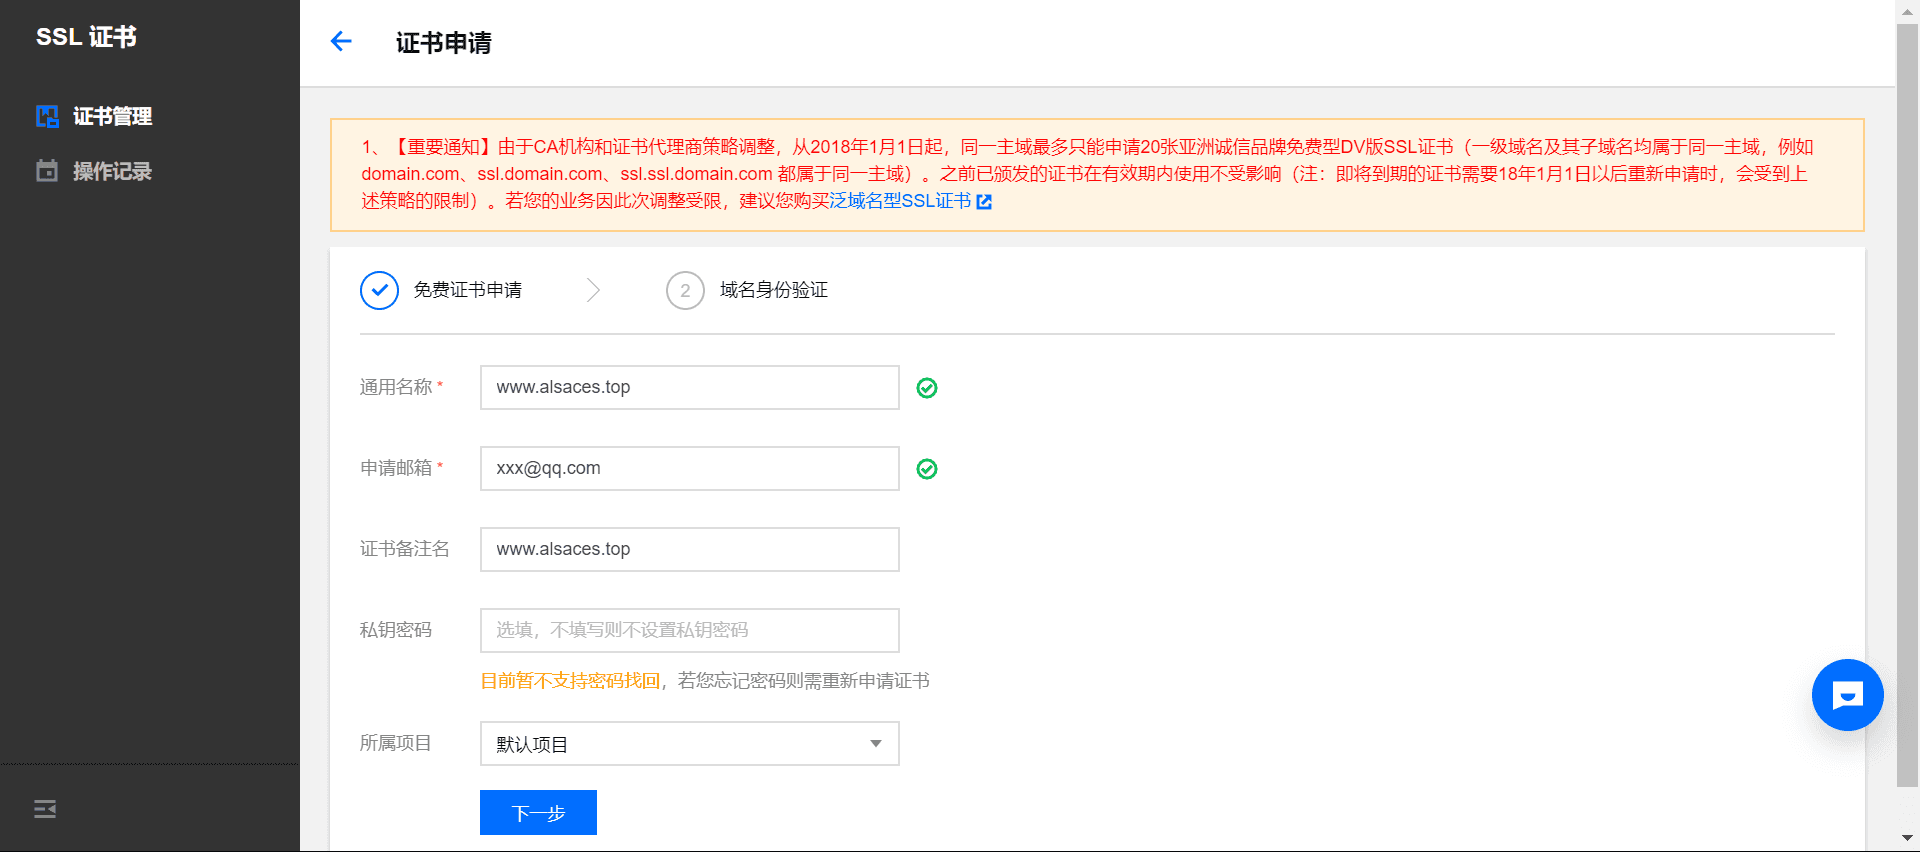 SSL 证书
证书管理
操作记录
证书申请
1、【重要通知】由于CA机构和证书代理商策略调整，从2018年1月1日起，同一主域最多只能申请20张亚洲诚信品牌免费型DV版SSL证书（一级域名及其子域名均属于同一主域，例如
domain.com、ssl.domain.com、ssl.ssl.domain.com 都属于同一主域）。之前已颁发的证书在有效期内使用不受影响（注：即将到期的证书需要18年1月1日以后重新申请时，会受到上
述策略的限制）。若您的业务因此次调整受限，建议您购买泛域名型SSL证书
免费证书申请
2 域名身份验证
通用名称* www.alsaces.top
申请邮箱* xxx@qq.com
证书备注名 www.alsaces.top
私钥密码 选填，不填写则不设置私钥密码
目前暂不支持密码找回，若您忘记密码则需重新申请证书
所属项目 默认项目
下一步